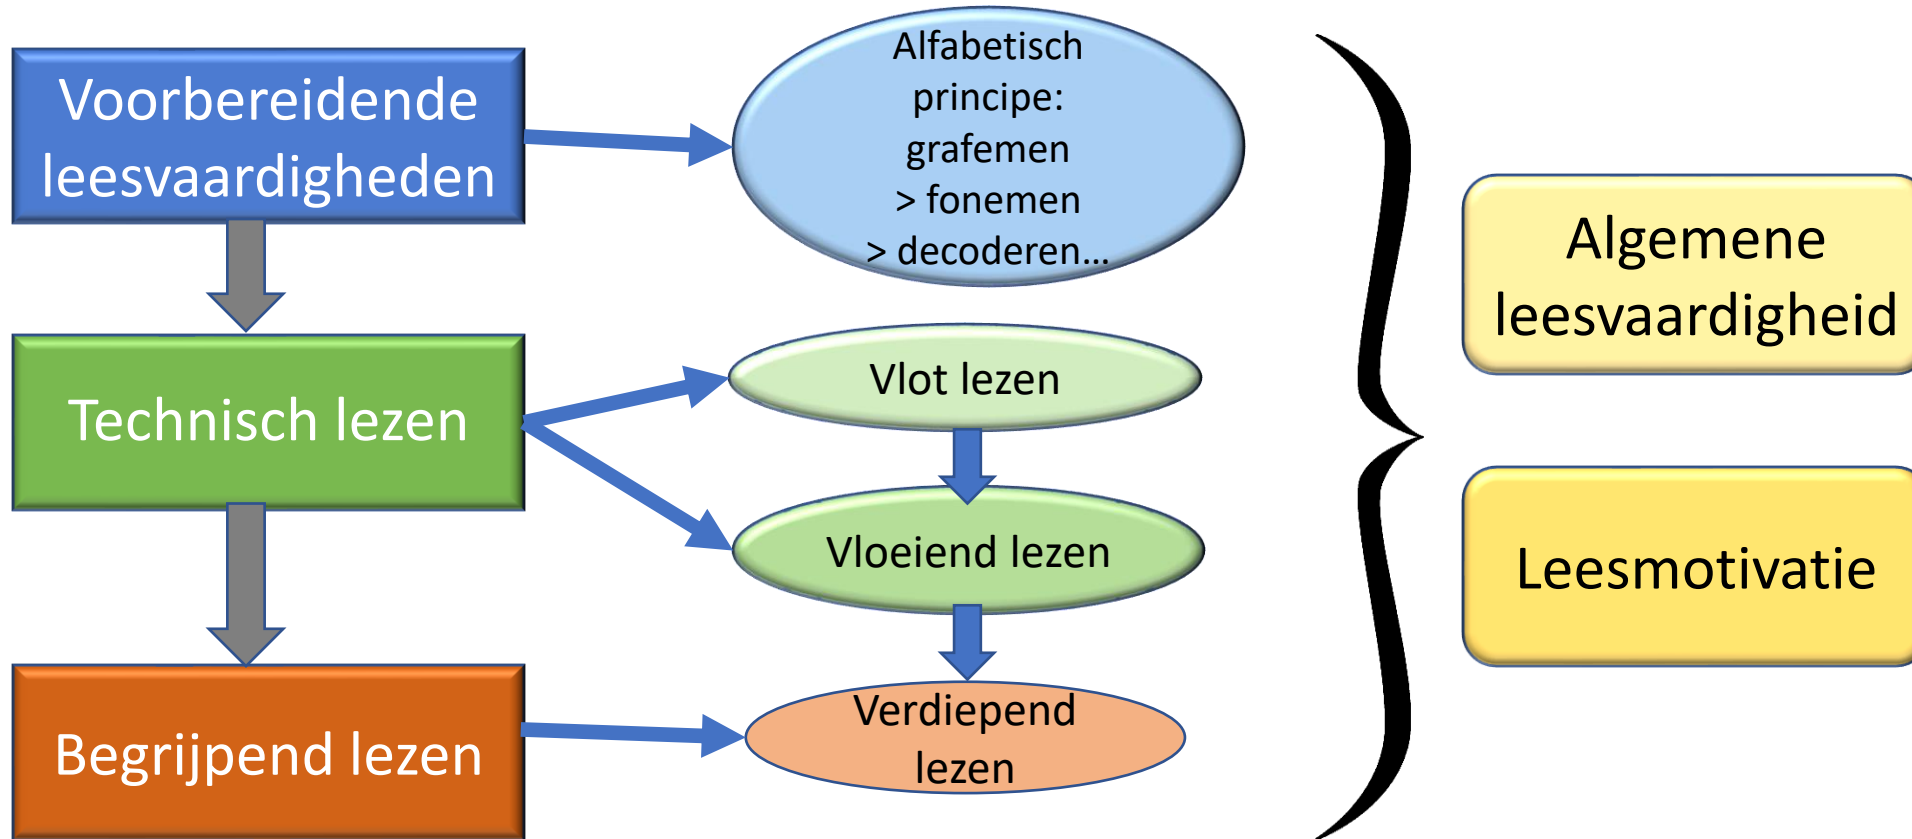 Voorbereidende
leesvaardigheden
Alfabetisch
principe:
grafemen
> fonemen
> decoderen...
Technisch lezen
Vlot lezen
Vloeiend lezen
Begrijpend lezen
Verdiepend
lezen
Algemene
leesvaardigheid
Leesmotivatie